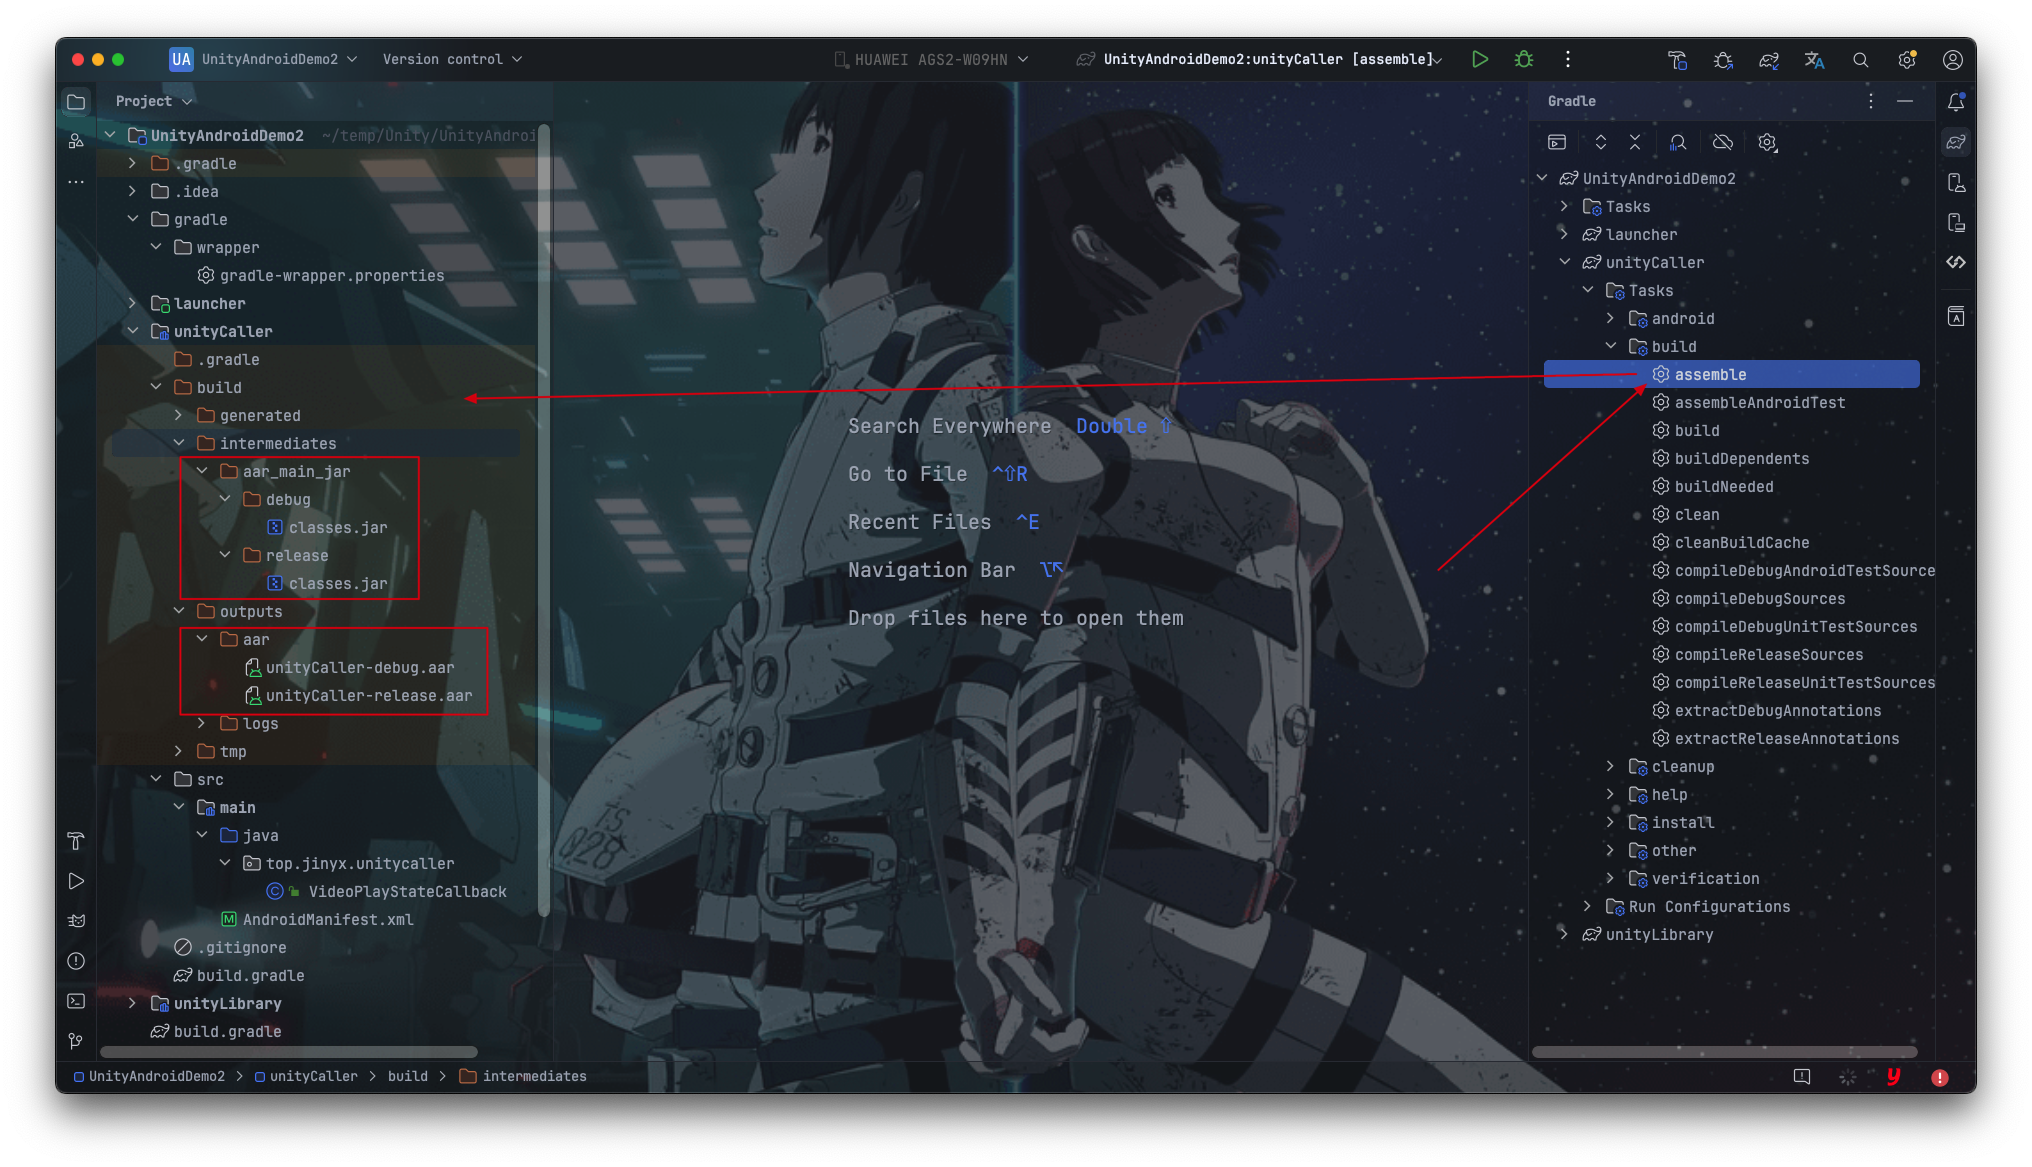 UA UnityAndroidDemo2 Version control HUAWEI AGS2-W09HN UnityAndroidDemo2:unityCaller [assemble]
Project
UnityAndroidDemo2 ~/temp/Unity/UnityAndroi
.gradle
.idea
gradle
wrapper
gradle-wrapper.properties
launcher
unityCaller
.gradle
build
generated
intermediates
aar_main_jar
debug
classes.jar
release
classes.jar
outputs
aar
unityCaller-debug.aar
unityCaller-release.aar
logs
tmp
src
main
java
top.jinyx.unitycaller
VideoPlayStateCallback
AndroidManifest.xml
.gitignore
build.gradle
unityLibrary
build.gradle
Search Everywhere Double ⇧
Go to File ^⇧R
Recent Files ^E
Navigation Bar ⌥↖
Drop files here to open them
TS
TS
028
Gradle
UnityAndroidDemo2
Tasks
launcher
unityCaller
Tasks
android
build
assemble
assembleAndroidTest
build
buildDependents
buildNeeded
clean
cleanBuildCache
compileDebugAndroidTestSource
compileDebugSources
compileDebugUnitTestSources
compileReleaseSources
compileReleaseUnitTestSources
extractDebugAnnotations
extractReleaseAnnotations
cleanup
help
install
other
verification
Run Configurations
unityLibrary
UnityAndroidDemo2 > unityCaller > build > intermediates